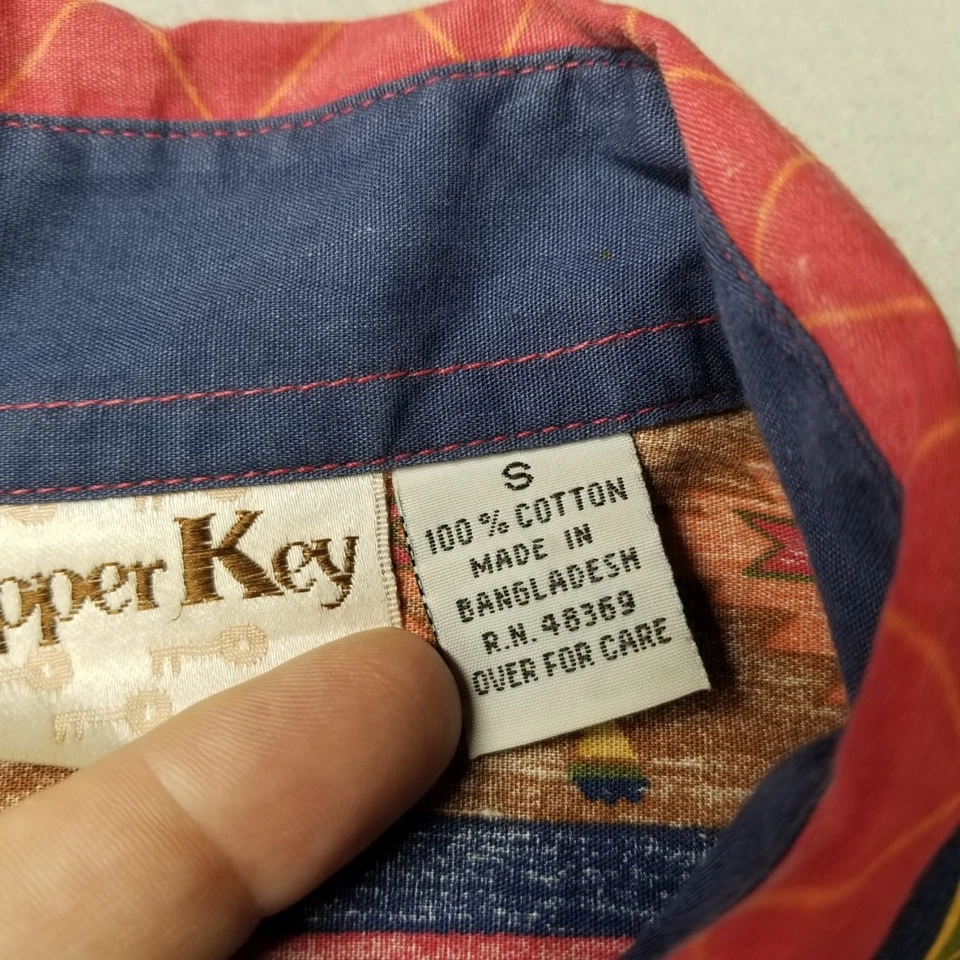 pper Key
S
100% COTTON
MADE IN
BANGLADESH
R.N. 48369
OVER FOR CARE